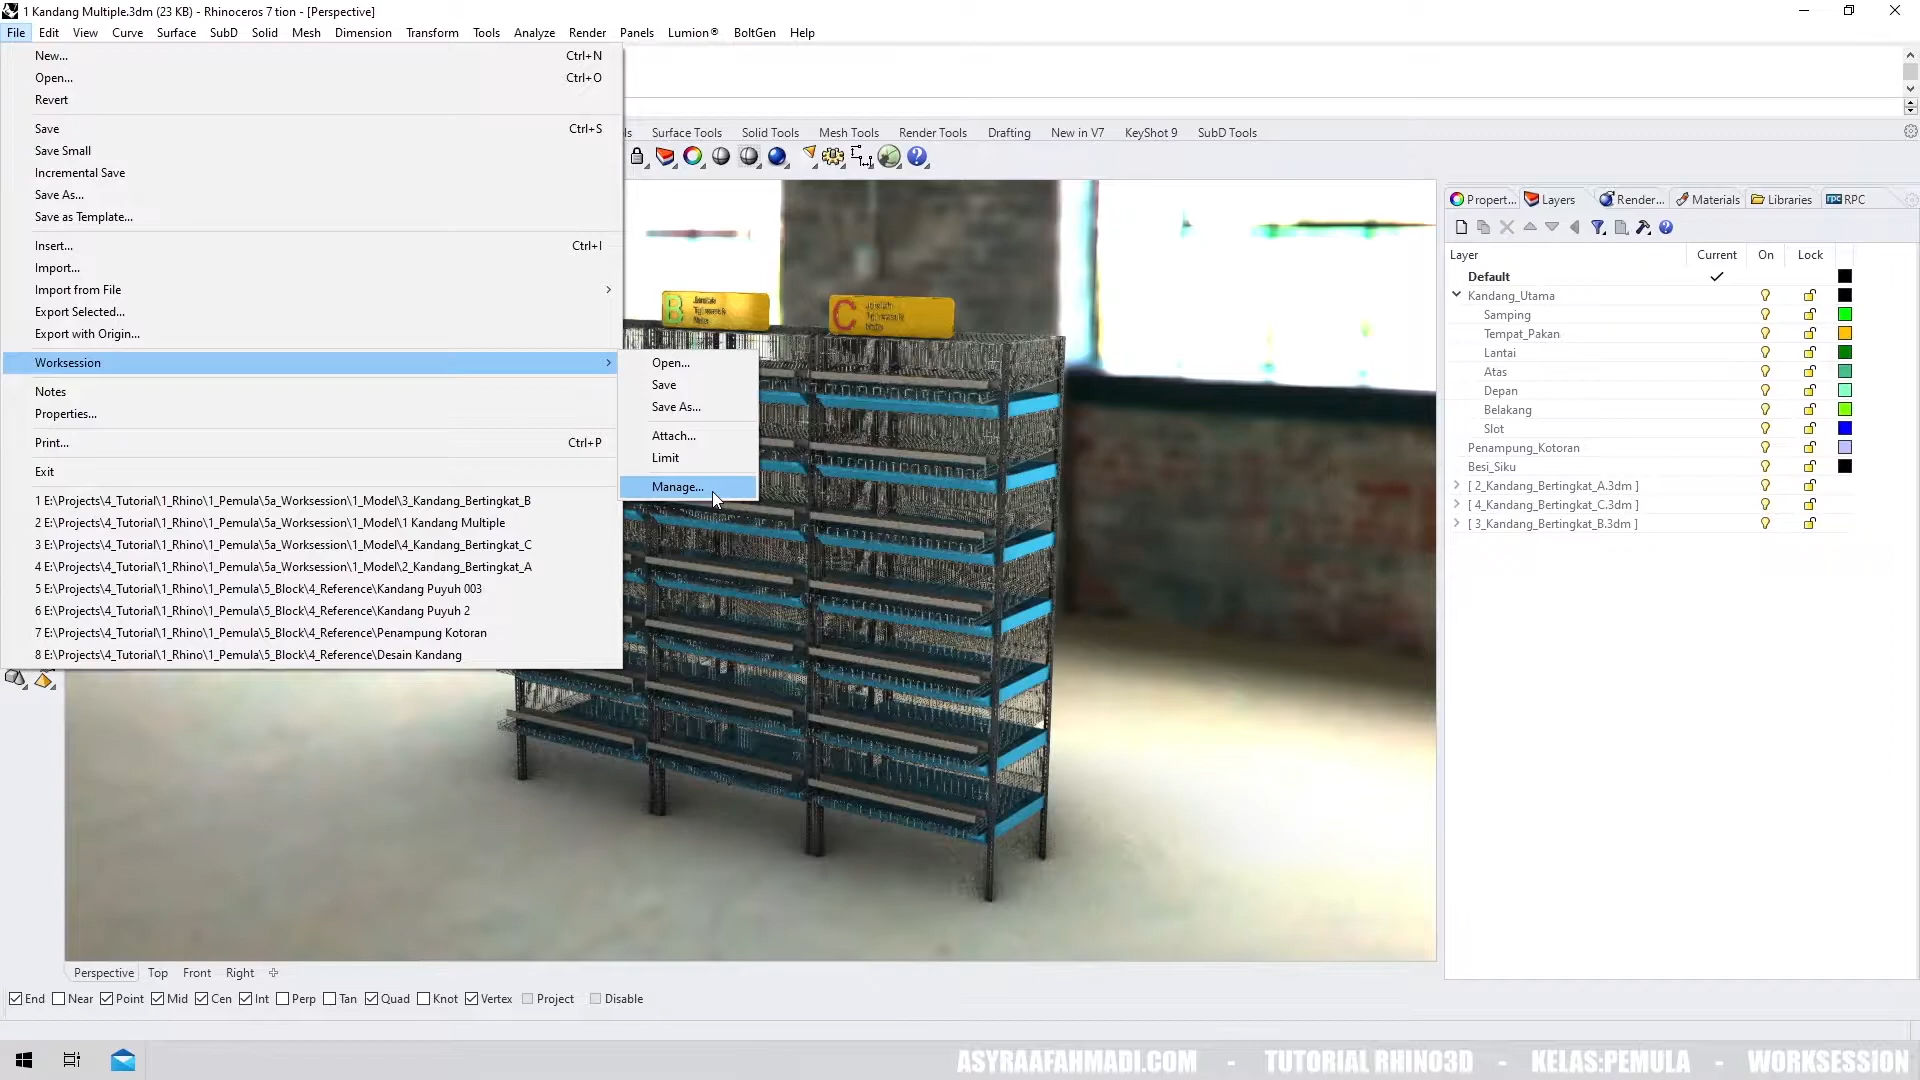 1 Kandang Multiple.3dm (23 KB) - Rhinoceros 7 tion - [Perspective]
File Edit View Curve Surface SubD Solid Mesh Dimension Transform Tools Analyze Render Panels Lumion® BoltGen Help
New... Ctrl+N
Open... Ctrl+O
Revert
Save Ctrl+S
Save Small
Incremental Save
Save As...
Save as Template...
Insert... Ctrl+I
Import...
Import from File
Export Selected...
Export with Origin...
Worksession
Notes
Properties...
Print... Ctrl+P
Exit
1 E:\Projects\4_Tutorial\1_Rhino\1_Pemula\5a_Worksession\1_Model\3_Kandang_Bertingkat_B
2 E:\Projects\4_Tutorial\1_Rhino\1_Pemula\5a_Worksession\1_Model\1 Kandang Multiple
3 E:\Projects\4_Tutorial\1_Rhino\1_Pemula\5a_Worksession\1_Model\4_Kandang_Bertingkat_C
4 E:\Projects\4_Tutorial\1_Rhino\1_Pemula\5a_Worksession\1_Model\2_Kandang_Bertingkat_A
5 E:\Projects\4_Tutorial\1_Rhino\1_Pemula\5_Block\4_Reference\Kandang Puyuh 003
6 E:\Projects\4_Tutorial\1_Rhino\1_Pemula\5_Block\4_Reference\Kandang Puyuh 2
7 E:\Projects\4_Tutorial\1_Rhino\1_Pemula\5_Block\4_Reference\Penampung Kotoran
8 E:\Projects\4_Tutorial\1_Rhino\1_Pemula\5_Block\4_Reference\Desain Kandang
Open...
Save
Save As...
Attach...
Limit
Manage...
ls Surface Tools Solid Tools Mesh Tools Render Tools Drafting New in V7 KeyShot 9 SubD Tools
B
C
Propert... Layers Render... Materials Libraries RPC
Layer Current On Lock
Default
Kandang_Utama
Samping
Tempat_Pakan
Lantai
Atas
Depan
Belakang
Slot
Penampung_Kotoran
Besi_Siku
[ 2_Kandang_Bertingkat_A.3dm ]
[ 4_Kandang_Bertingkat_C.3dm ]
[ 3_Kandang_Bertingkat_B.3dm ]
Perspective Top Front Right
End Near Point Mid Cen Int Perp Tan Quad Knot Vertex Project Disable
ASYRAAFAHMADI.COM - TUTORIAL RHINO3D - KELAS:PEMULA - WORKSESSION